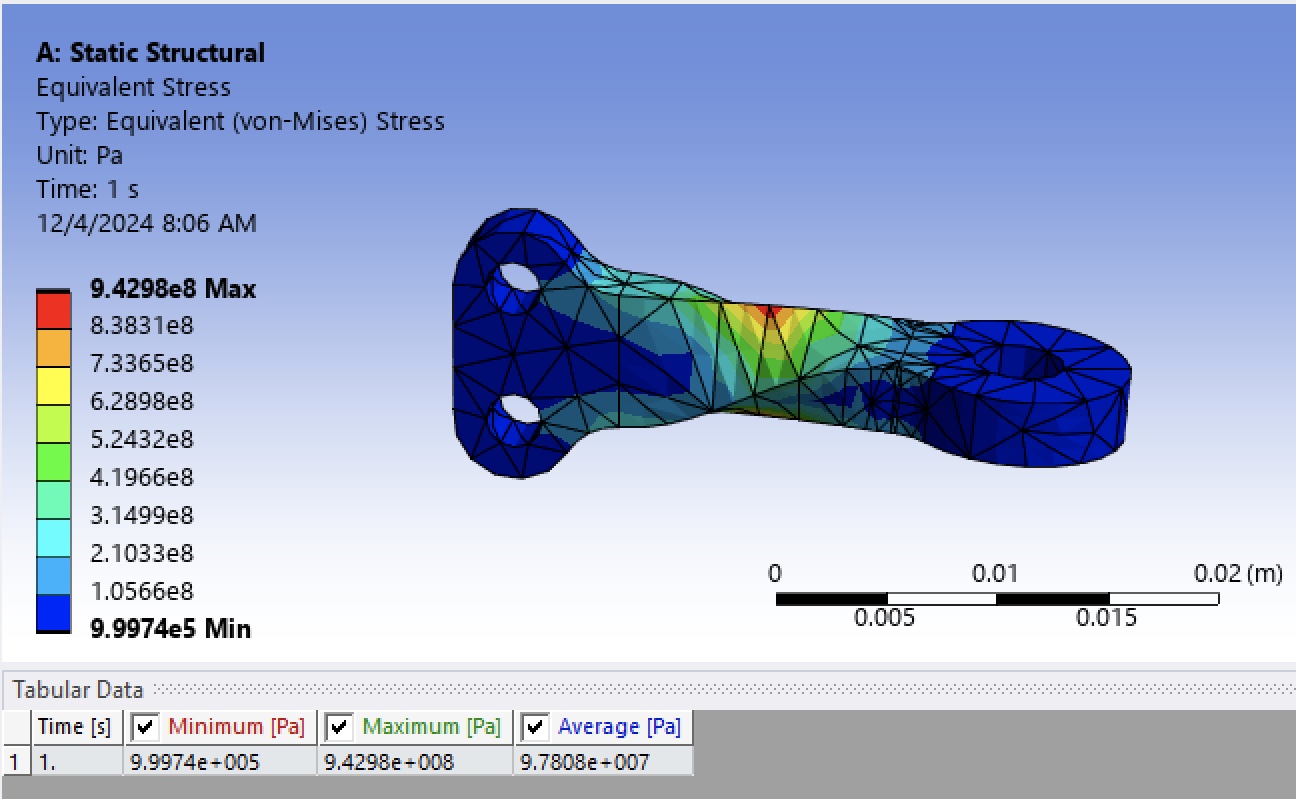 A: Static Structural
Equivalent Stress
Type: Equivalent (von-Mises) Stress
Unit: Pa
Time: 1 s
12/4/2024 8:06 AM
9.4298e8 Max
8.3831e8
7.3365e8
6.2898e8
5.2432e8
4.1966e8
3.1499e8
2.1033e8
1.0566e8
9.9974e5 Min
0 0.01 0.02 (m)
0.005 0.015
Tabular Data
Time [s] Minimum [Pa] Maximum [Pa] Average [Pa]
1 1. 9.9974e+005 9.4298e+008 9.7808e+007